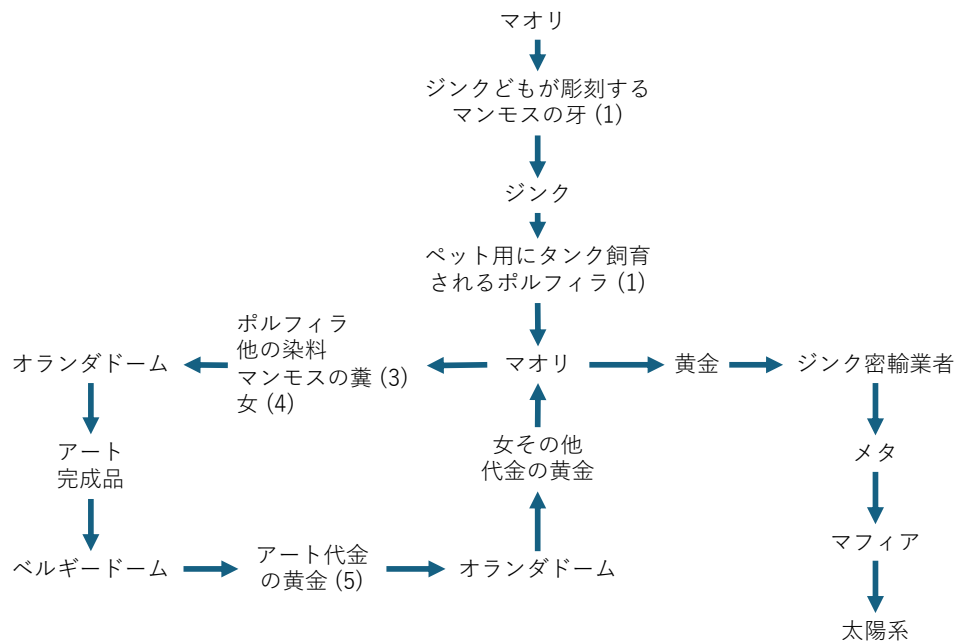 マオリ
ジンクどもが彫刻する
マンモスの牙 (1)
ジンク
ペット用にタンク飼育
されるポルフィラ (1)
オランダドーム
ポルフィラ
他の染料
マンモスの糞 (3)
女 (4)
マオリ
黄金
ジンク密輸業者
アート
完成品
女その他
代金の黄金
メタ
ベルギードーム
アート代金
の黄金 (5)
オランダドーム
マフィア
太陽系